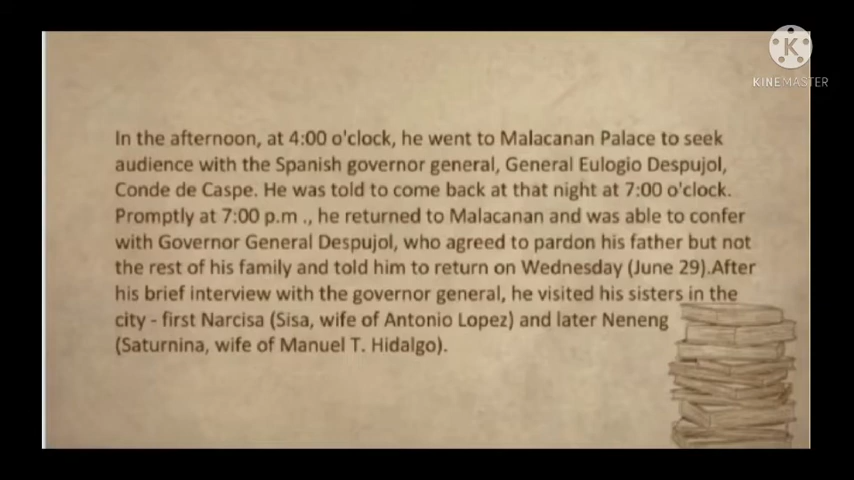 KINEMASTER
In the afternoon, at 4:00 o'clock, he went to Malacanan Palace to seek
audience with the Spanish governor general, General Eulogio Despujol,
Conde de Caspe. He was told to come back at that night at 7:00 o'clock.
Promptly at 7:00 p.m ., he returned to Malacanan and was able to confer
with Governor General Despujol, who agreed to pardon his father but not
the rest of his family and told him to return on Wednesday (June 29).After
his brief interview with the governor general, he visited his sisters in the
city - first Narcisa (Sisa, wife of Antonio Lopez) and later Neneng
(Saturnina, wife of Manuel T. Hidalgo).